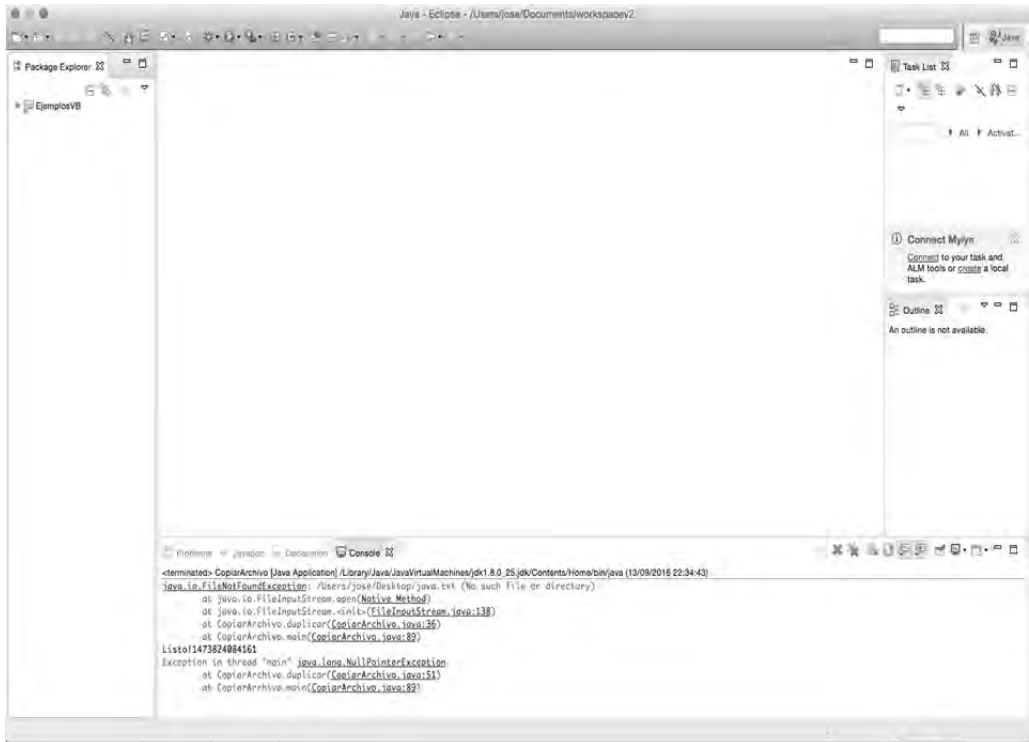 Java - Eclipse - /Users/jose/Documents/workspacev2
Java
Package Explorer
EjemplosVB
Task List
All
Activat...
Connect Mylyn
Connect to your task and
ALM tools or create a local
task.
Outline
An outline is not available.
Problems
Javadoc
Declaration
Console
<terminated> CopiarArchivo [Java Application] /Library/Java/JavaVirtualMachines/jdk1.8.0_25.jdk/Contents/Home/bin/java (13/09/2016 22:34:43)
java.io.FileNotFoundException: /Users/jose/Desktop/java.txt (No such file or directory)
at java.io.FileInputStream.open(Native Method)
at java.io.FileInputStream.<init>(FileInputStream.java:138)
at CopiarArchivo.duplicar(CopiarArchivo.java:36)
at CopiarArchivo.main(CopiarArchivo.java:89)
Listo!1473824084161
Exception in thread "main" java.lang.NullPointerException
at CopiarArchivo.duplicar(CopiarArchivo.java:51)
at CopiarArchivo.main(CopiarArchivo.java:89)